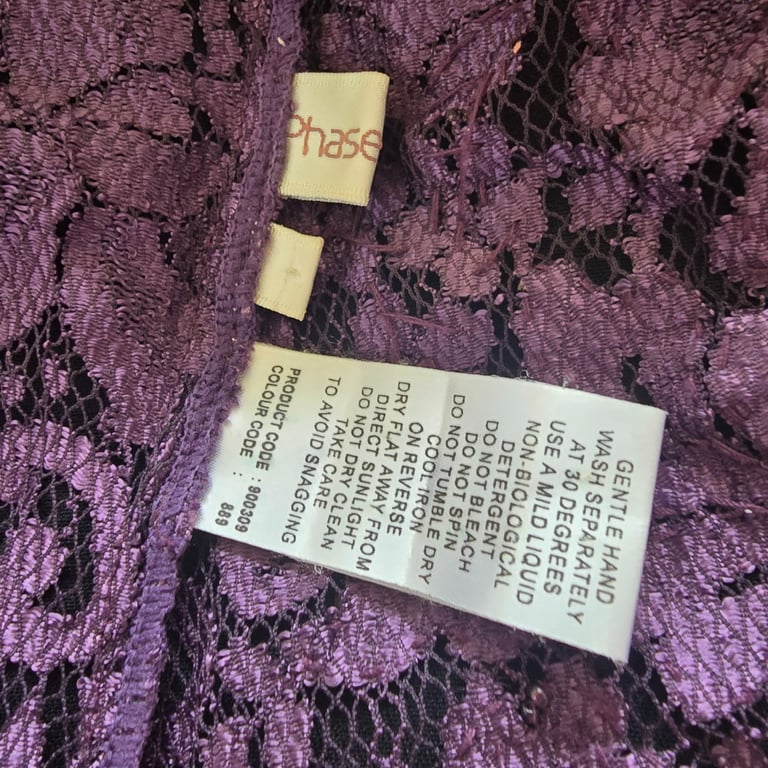 Phase
GENTLE HAND
WASH SEPARATELY
AT 30 DEGREES
USE A MILD LIQUID
NON-BIOLOGICAL
DETERGENT
DO NOT BLEACH
DO NOT SPIN
DO NOT TUMBLE DRY
COOL IRON
ON REVERSE
DRY FLAT AWAY FROM
DIRECT SUNLIGHT
DO NOT DRY CLEAN
TAKE CARE
TO AVOID SNAGGING
PRODUCT CODE : 900309
COLOUR CODE : 889